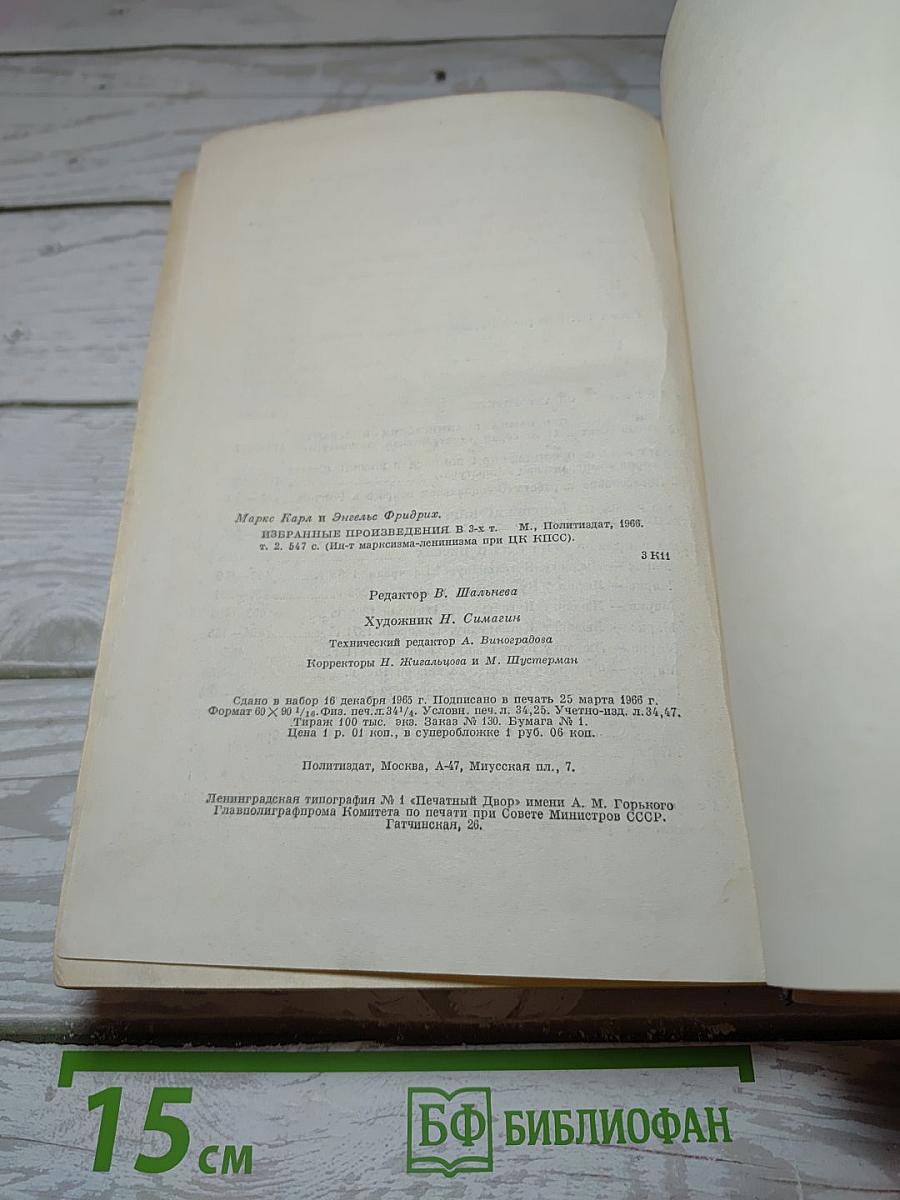 Маркс Карл и Энгельс Фридрих.
ИЗБРАННЫЕ ПРОИЗВЕДЕНИЯ В 3-х т. М., Политиздат, 1966.
т. 2. 547 с. (Ин-т марксизма-ленинизма при ЦК КПСС).
3К11
Редактор В. Шальнева
Художник Н. Симагин
Технический редактор А. Виноградова
Корректоры Н. Жигальцова и М. Шустерман
Сдано в набор 16 декабря 1965 г. Подписано в печать 25 марта 1966 г.
Формат 60 × 90 1/16. Физ. печ. л. 34 1/4. Условн. печ. л. 34,25. Учетно-изд. л. 34,47.
Тираж 100 тыс. экз. Заказ № 130. Бумага № 1.
Цена 1 р. 01 коп., в суперобложке 1 руб. 06 коп.
Политиздат, Москва, А-47, Миусская пл., 7.
Ленинградская типография № 1 «Печатный Двор» имени А. М. Горького
Главполиграфпрома Комитета по печати при Совете Министров СССР.
Гатчинская, 26.
15 см
БФ БИБЛИОФАН